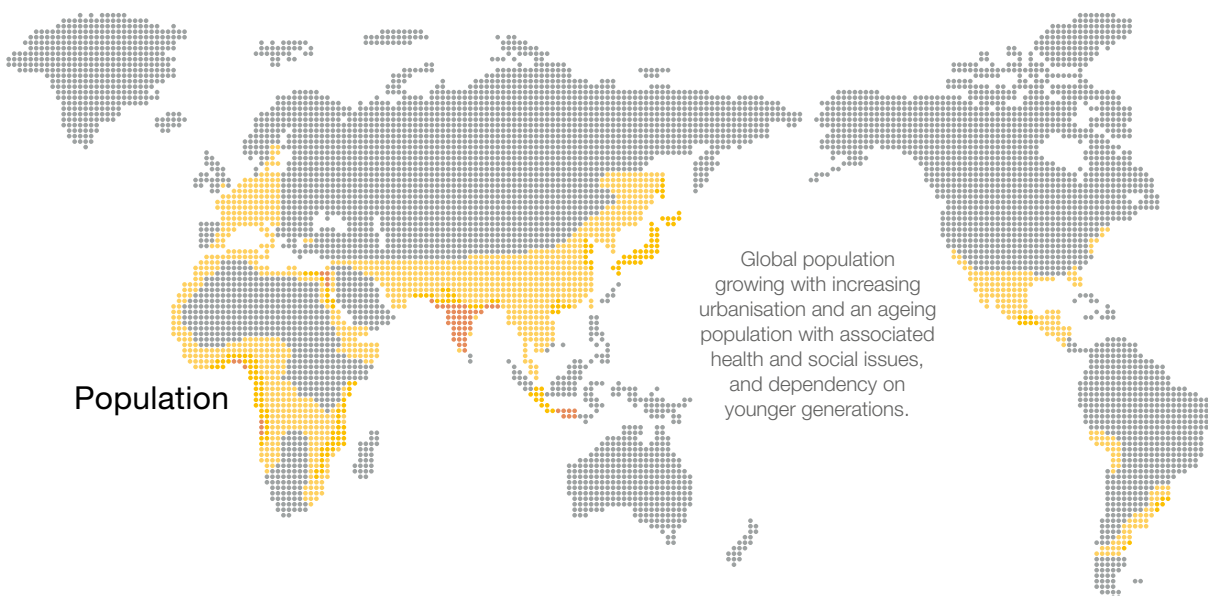 Population
Global population
growing with increasing
urbanisation and an ageing
population with associated
health and social issues,
and dependency on
younger generations.